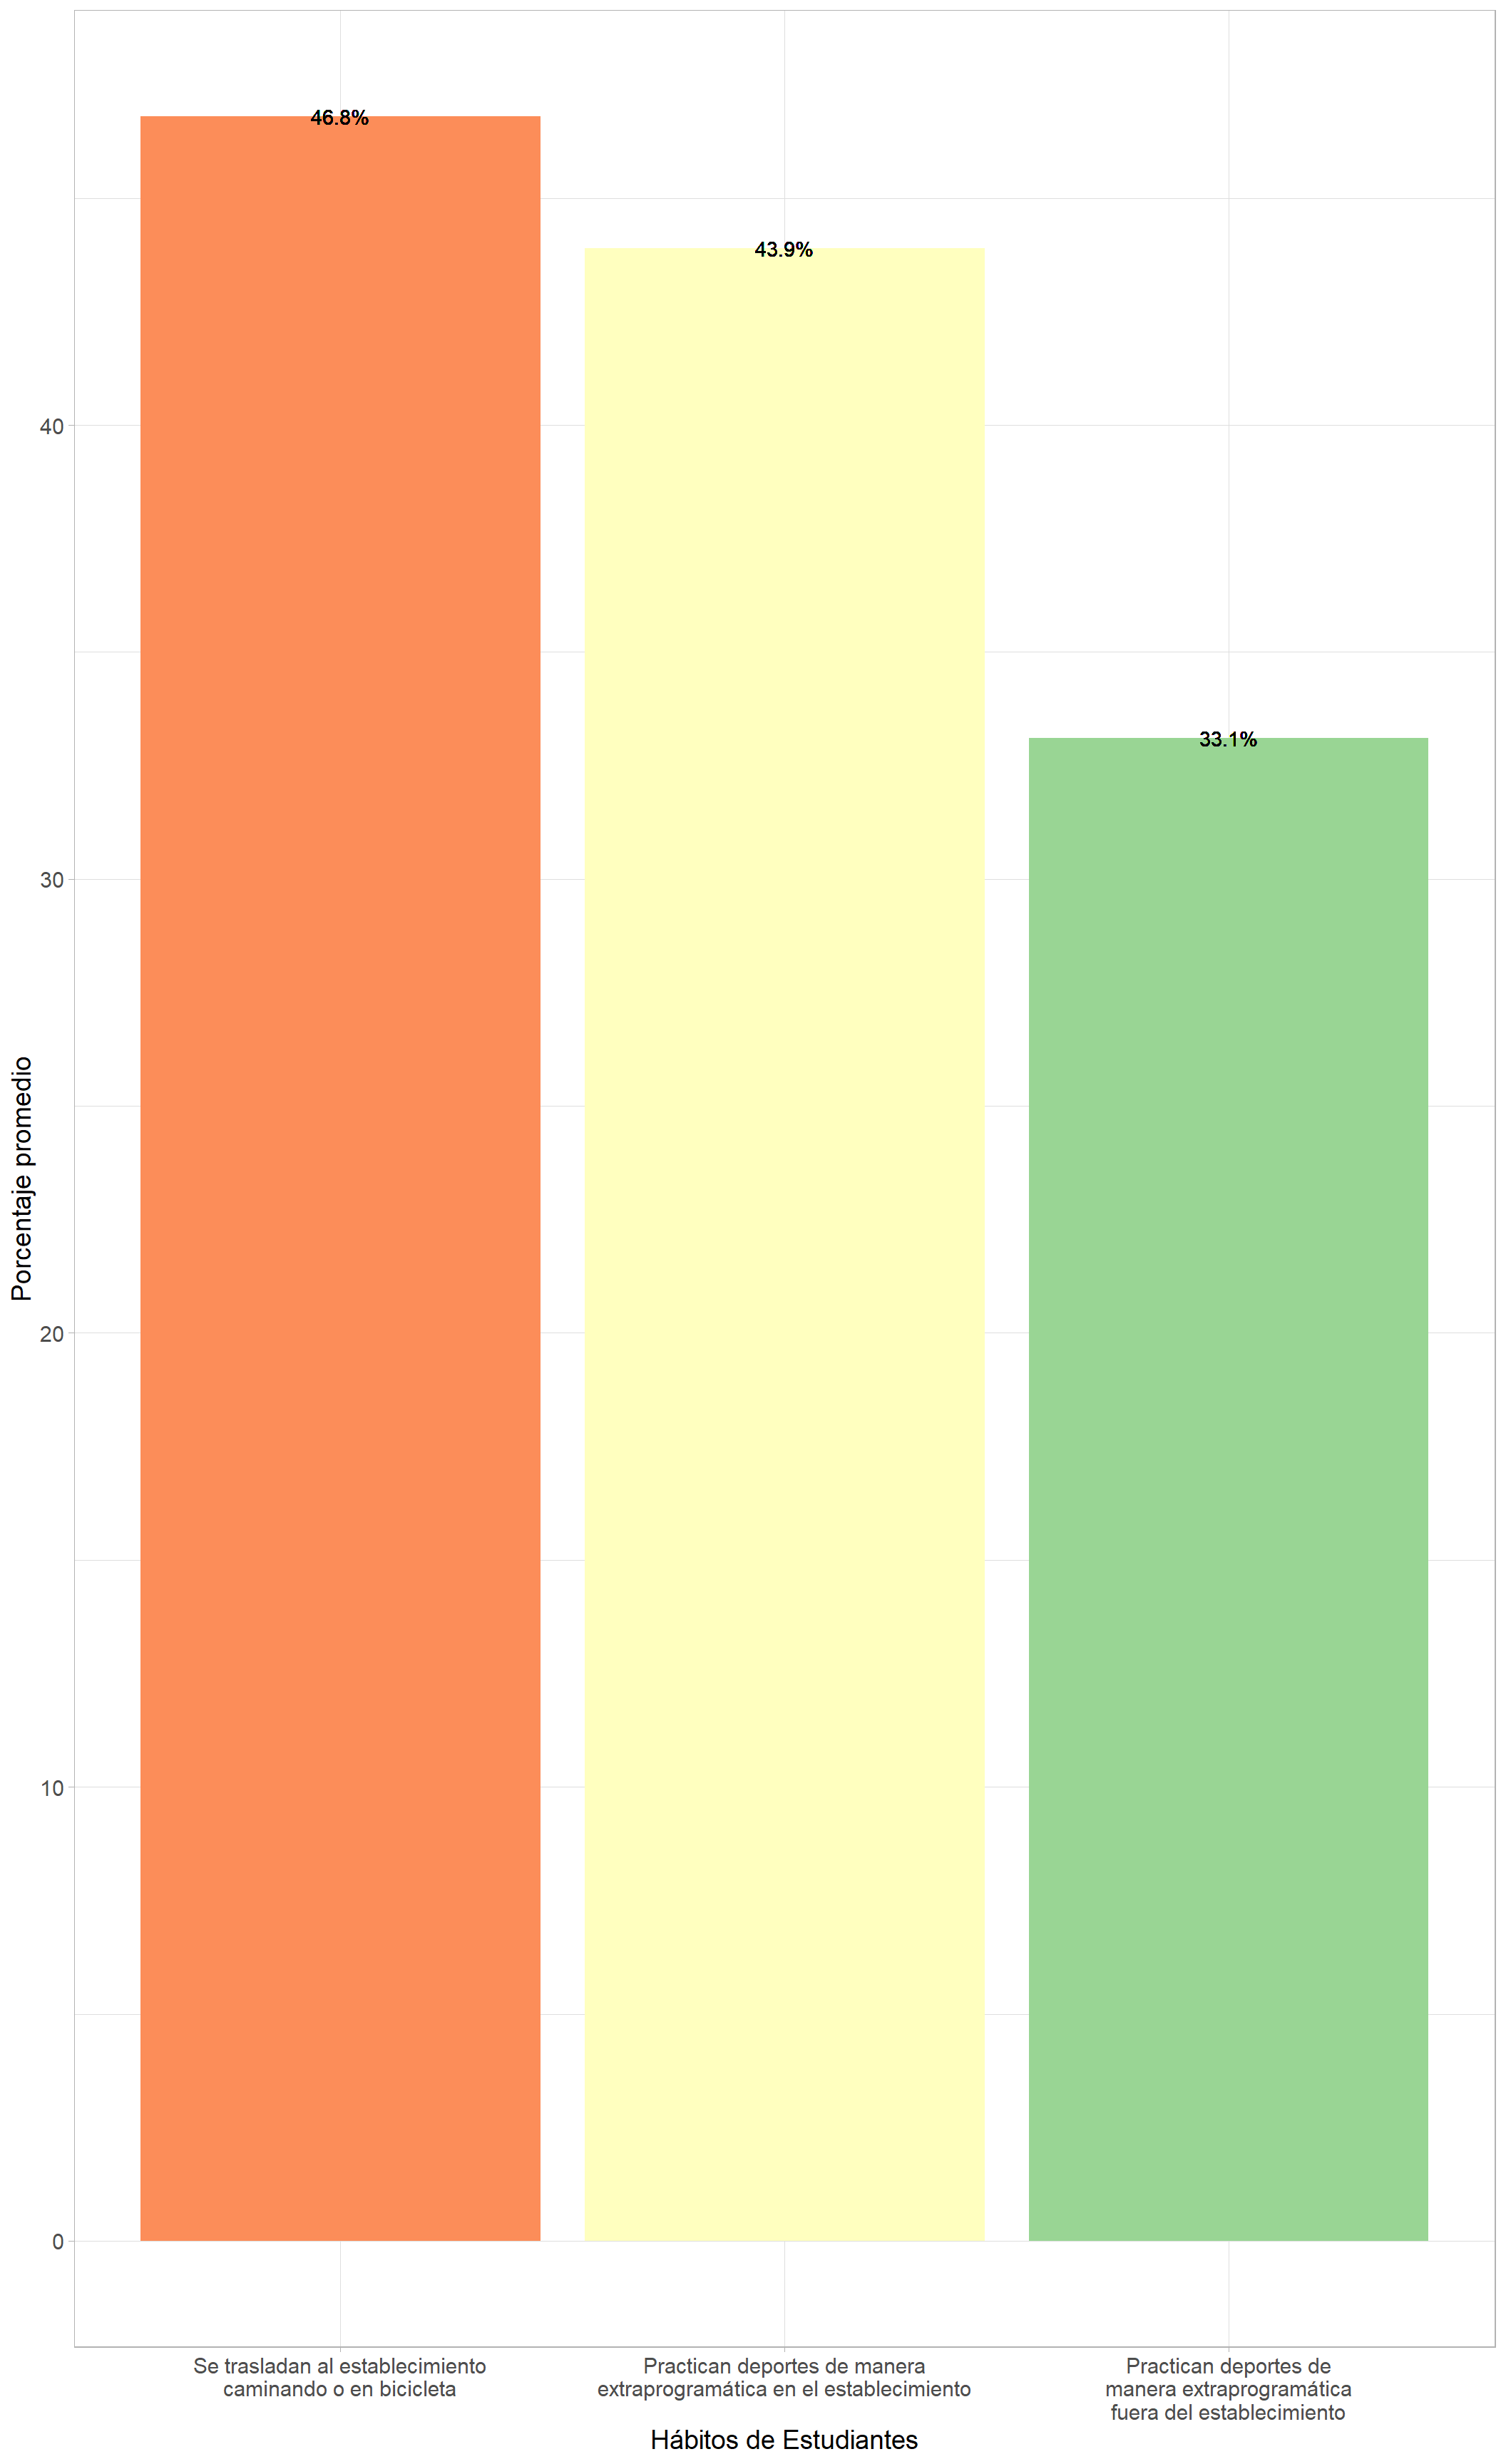 46.8%
43.9%
33.1%
40
30
20
10
0
Porcentaje promedio
Se trasladan al establecimiento
caminando o en bicicleta
Practican deportes de manera
extraprogramática en el establecimiento
Practican deportes de
manera extraprogramática
fuera del establecimiento
Hábitos de Estudiantes